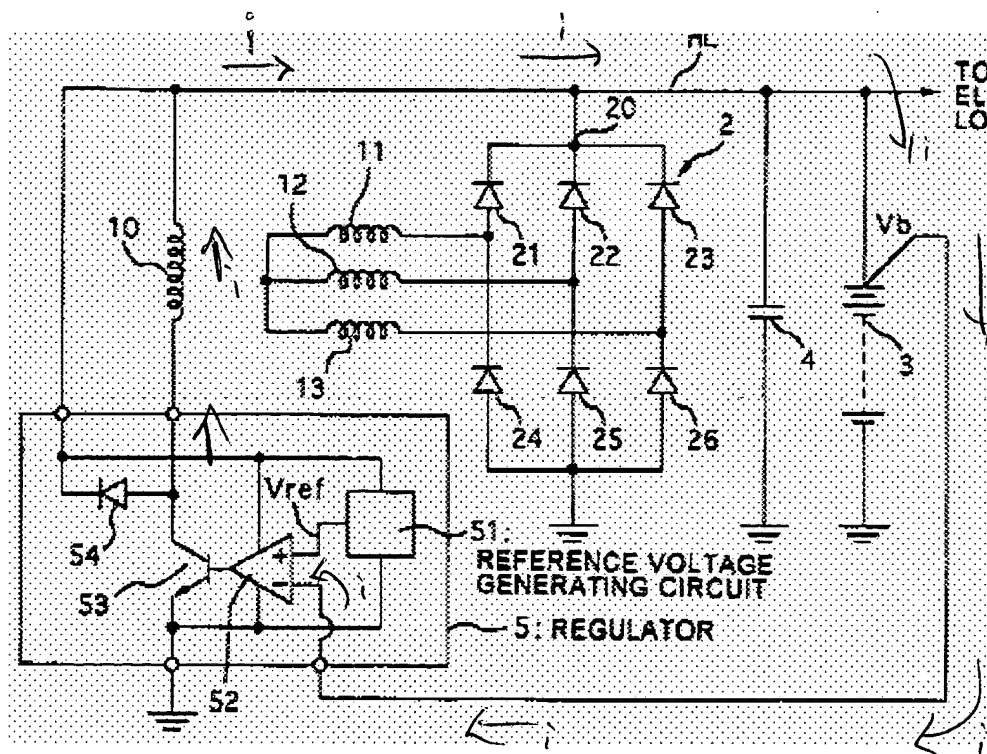 i
i
TO
EL
LO
20
2
11
12
i
10
i
21
22
23
Vb
4
3
13
24
25
26
Vref
51:
REFERENCE VOLTAGE
GENERATING CIRCUIT
54
53
i
5: REGULATOR
52
i
i